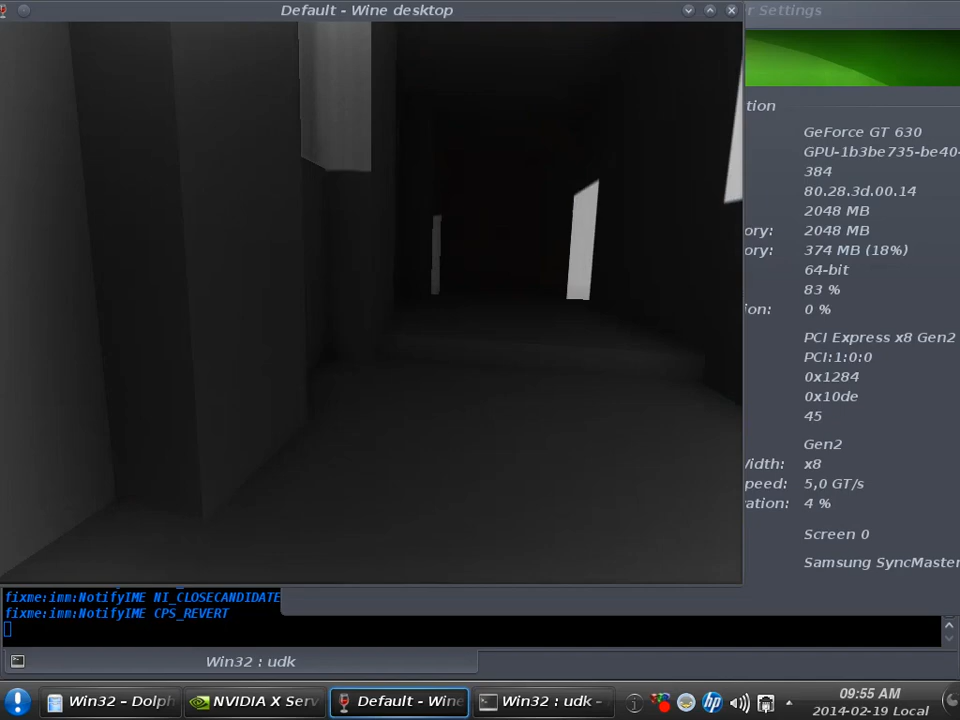 Default - Wine desktop
Settings
tion
GeForce GT 630
GPU-1b3be735-be40-
384
80.28.3d.00.14
2048 MB
ory: 2048 MB
ory: 374 MB (18%)
64-bit
83 %
ion: 0 %
PCI Express x8 Gen2
PCI:1:0:0
0x1284
0x10de
45
Gen2
Width: x8
peed: 5,0 GT/s
ation: 4 %
Screen 0
Samsung SyncMaster
fixme:imm:NotifyIME NI_CLOSECANDIDATE
fixme:imm:NotifyIME CPS_REVERT
Win32 : udk
Win32 – Dolph
NVIDIA X Serv
Default - Wine
Win32 : udk –
hp
09:55 AM
2014-02-19 Local